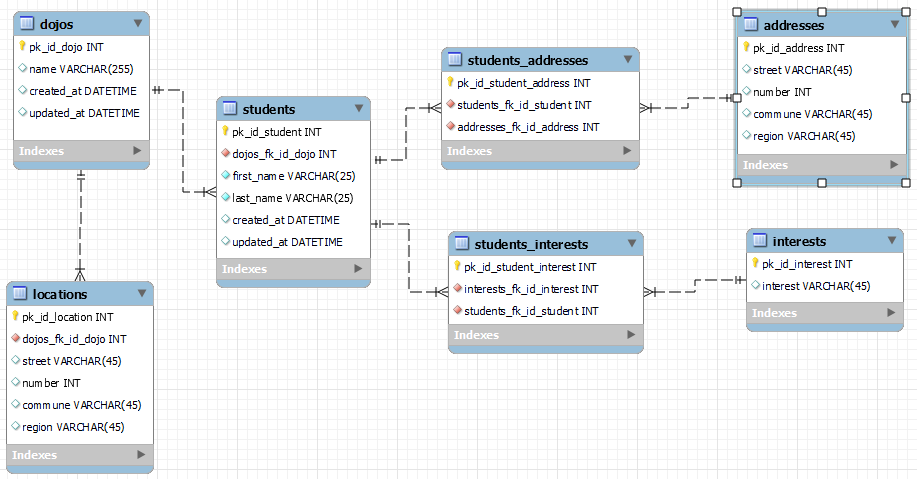 dojos
pk_id_dojo INT
name VARCHAR(255)
created_at DATETIME
updated_at DATETIME
Indexes
students
pk_id_student INT
dojos_fk_id_dojo INT
first_name VARCHAR(25)
last_name VARCHAR(25)
created_at DATETIME
updated_at DATETIME
Indexes
students_addresses
pk_id_student_address INT
students_fk_id_student INT
addresses_fk_id_address INT
Indexes
addresses
pk_id_address INT
street VARCHAR(45)
number INT
commune VARCHAR(45)
region VARCHAR(45)
Indexes
locations
pk_id_location INT
dojos_fk_id_dojo INT
street VARCHAR(45)
number INT
commune VARCHAR(45)
region VARCHAR(45)
Indexes
students_interests
pk_id_student_interest INT
interests_fk_id_interest INT
students_fk_id_student INT
Indexes
interests
pk_id_interest INT
interest VARCHAR(45)
Indexes